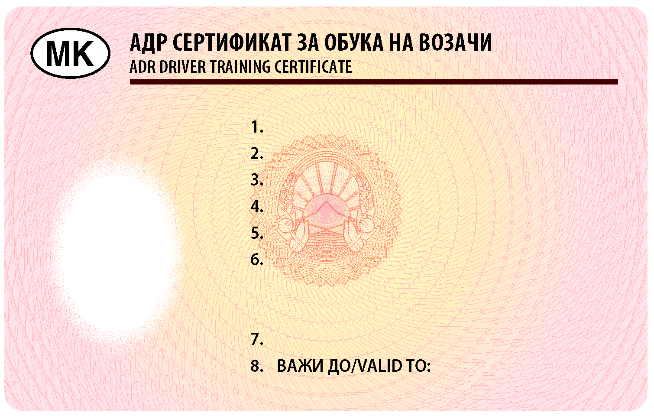 MK
АДР СЕРТИФИКАТ ЗА ОБУКА НА ВОЗАЧИ
ADR DRIVER TRAINING CERTIFICATE
1.
2.
3.
4.
5.
6.
7.
8. ВАЖИ ДО/VALID TO: